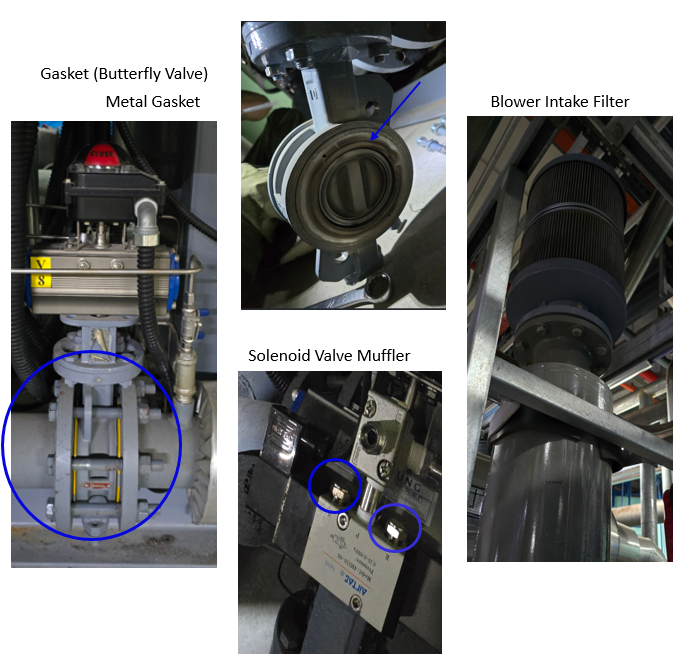 Gasket (Butterfly Valve)
Metal Gasket
Blower Intake Filter
V
8
Solenoid Valve Muffler
AIRTAC